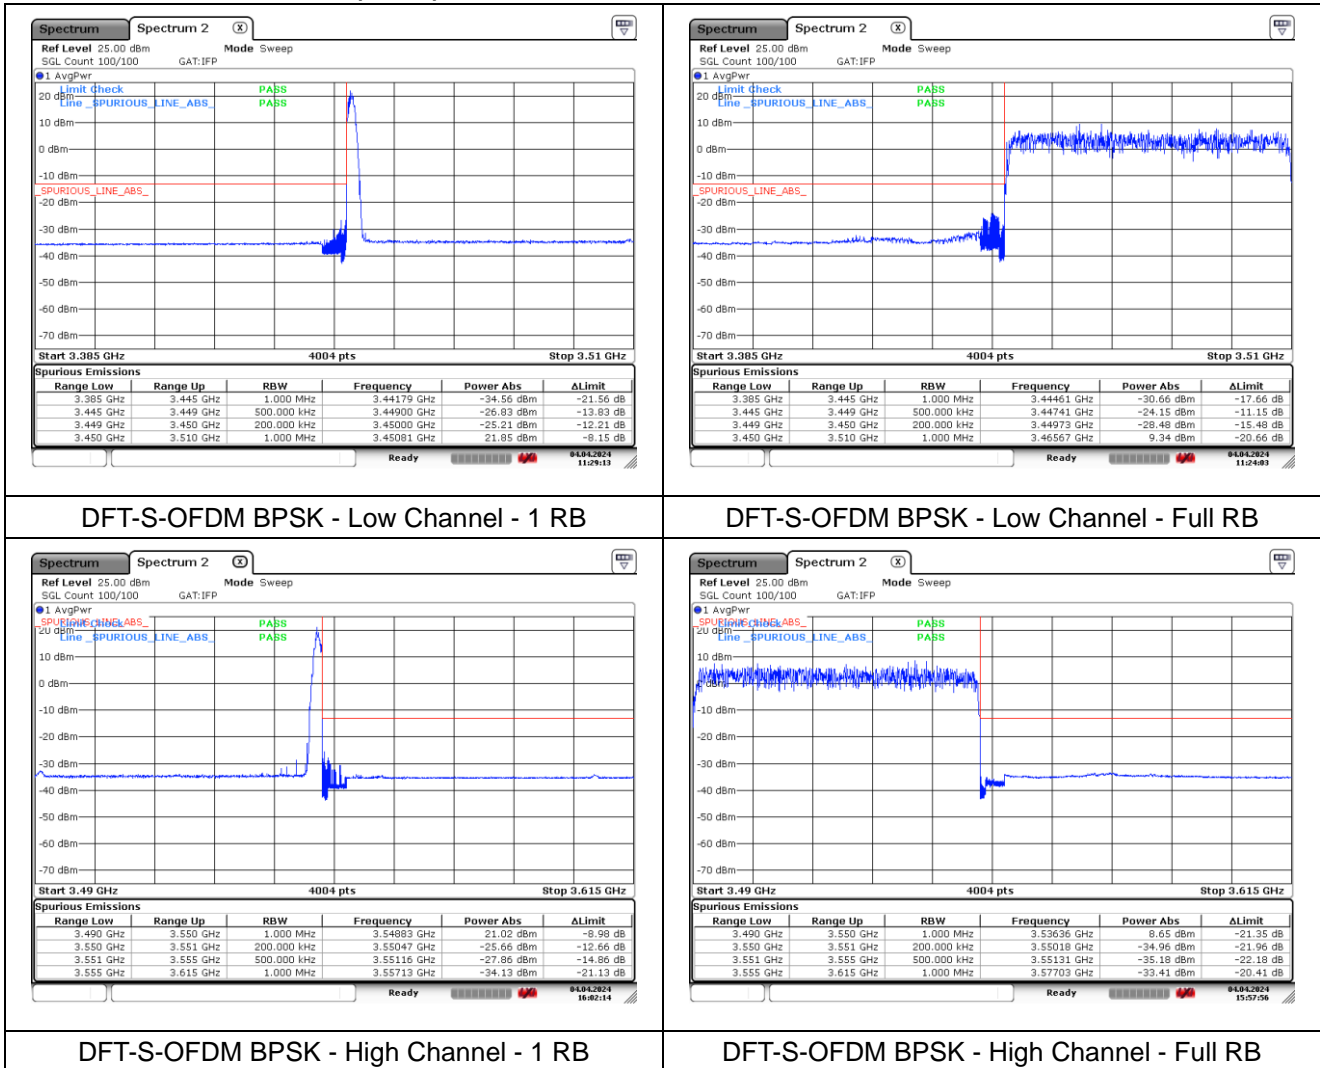 Spectrum Spectrum 2 X
Ref Level 25.00 dBm Mode Sweep
SGL Count 100/100 GAT:IFP
1 AvgPwr
Limit Check PASS
20 dBm
Line _SPURIOUS_LINE_ABS_ PASS
10 dBm
0 dBm
-10 dBm
_SPURIOUS_LINE_ABS_
-20 dBm
-30 dBm
-40 dBm
-50 dBm
-60 dBm
-70 dBm
Start 3.385 GHz 4004 pts Stop 3.51 GHz
Spurious Emissions
Range Low Range Up RBW Frequency Power Abs ΔLimit
3.385 GHz 3.445 GHz 1.000 MHz 3.44179 GHz -34.56 dBm -21.56 dB
3.445 GHz 3.449 GHz 500.000 kHz 3.44900 GHz -26.83 dBm -13.83 dB
3.449 GHz 3.450 GHz 200.000 kHz 3.45000 GHz -25.21 dBm -12.21 dB
3.450 GHz 3.510 GHz 1.000 MHz 3.45081 GHz 21.85 dBm -8.15 dB
Ready 04.04.2024
11:29:13
DFT-S-OFDM BPSK - Low Channel - 1 RB
Spectrum Spectrum 2 X
Ref Level 25.00 dBm Mode Sweep
SGL Count 100/100 GAT:IFP
1 AvgPwr
Limit Check PASS
20 dBm
Line _SPURIOUS_LINE_ABS_ PASS
10 dBm
0 dBm
-10 dBm
_SPURIOUS_LINE_ABS_
-20 dBm
-30 dBm
-40 dBm
-50 dBm
-60 dBm
-70 dBm
Start 3.385 GHz 4004 pts Stop 3.51 GHz
Spurious Emissions
Range Low Range Up RBW Frequency Power Abs ΔLimit
3.385 GHz 3.445 GHz 1.000 MHz 3.44461 GHz -30.66 dBm -17.66 dB
3.445 GHz 3.449 GHz 500.000 kHz 3.44741 GHz -24.15 dBm -11.15 dB
3.449 GHz 3.450 GHz 200.000 kHz 3.44973 GHz -28.48 dBm -15.48 dB
3.450 GHz 3.510 GHz 1.000 MHz 3.46567 GHz 9.34 dBm -20.66 dB
Ready 04.04.2024
11:24:03
DFT-S-OFDM BPSK - Low Channel - Full RB
Spectrum Spectrum 2 X
Ref Level 25.00 dBm Mode Sweep
SGL Count 100/100 GAT:IFP
1 AvgPwr
_SPURIOUS_LINE_ABS_
Limit Check PASS
20 dBm
Line _SPURIOUS_LINE_ABS_ PASS
10 dBm
0 dBm
-10 dBm
-20 dBm
-30 dBm
-40 dBm
-50 dBm
-60 dBm
-70 dBm
Start 3.49 GHz 4004 pts Stop 3.615 GHz
Spurious Emissions
Range Low Range Up RBW Frequency Power Abs ΔLimit
3.490 GHz 3.550 GHz 1.000 MHz 3.54883 GHz 21.02 dBm -8.98 dB
3.550 GHz 3.551 GHz 200.000 kHz 3.55047 GHz -25.66 dBm -12.66 dB
3.551 GHz 3.555 GHz 500.000 kHz 3.55116 GHz -27.86 dBm -14.86 dB
3.555 GHz 3.615 GHz 1.000 MHz 3.55713 GHz -34.13 dBm -21.13 dB
Ready 04.04.2024
16:02:14
DFT-S-OFDM BPSK - High Channel - 1 RB
Spectrum Spectrum 2 X
Ref Level 25.00 dBm Mode Sweep
SGL Count 100/100 GAT:IFP
1 AvgPwr
_SPURIOUS_LINE_ABS_
Limit Check PASS
20 dBm
Line _SPURIOUS_LINE_ABS_ PASS
10 dBm
0 dBm
-10 dBm
-20 dBm
-30 dBm
-40 dBm
-50 dBm
-60 dBm
-70 dBm
Start 3.49 GHz 4004 pts Stop 3.615 GHz
Spurious Emissions
Range Low Range Up RBW Frequency Power Abs ΔLimit
3.490 GHz 3.550 GHz 1.000 MHz 3.53636 GHz 8.65 dBm -21.35 dB
3.550 GHz 3.551 GHz 200.000 kHz 3.55018 GHz -34.96 dBm -21.96 dB
3.551 GHz 3.555 GHz 500.000 kHz 3.55131 GHz -35.18 dBm -22.18 dB
3.555 GHz 3.615 GHz 1.000 MHz 3.57703 GHz -33.41 dBm -20.41 dB
Ready 04.04.2024
15:57:56
DFT-S-OFDM BPSK - High Channel - Full RB